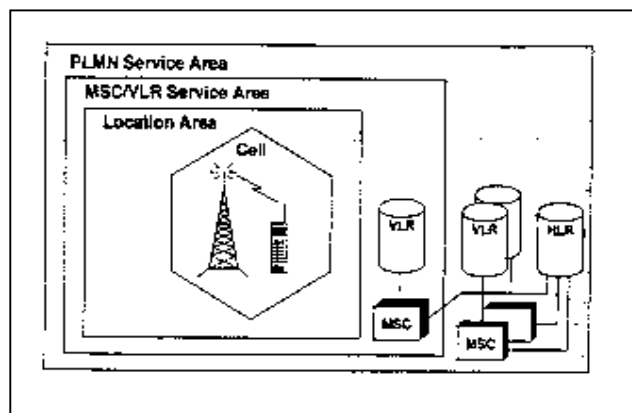 PLMN Service Area
MSC/VLR Service Area
Location Area
Cell
VLR
VLR
HLR
MSC
MSC